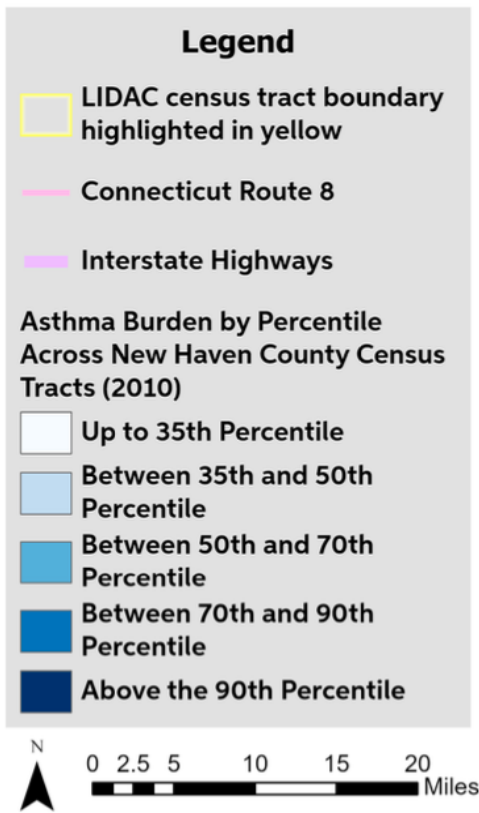 Legend
LIDAC census tract boundary
highlighted in yellow
Connecticut Route 8
Interstate Highways
Asthma Burden by Percentile
Across New Haven County Census
Tracts (2010)
Up to 35th Percentile
Between 35th and 50th
Percentile
Between 50th and 70th
Percentile
Between 70th and 90th
Percentile
Above the 90th Percentile
N
0 2.5 5 10 15 20
Miles